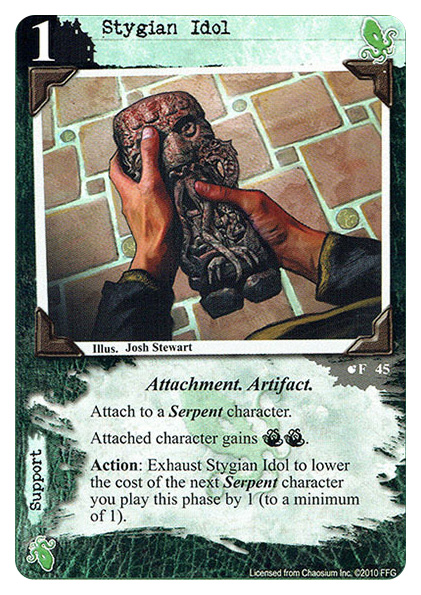 1
Stygian Idol
Illus. Josh Stewart
F 45
Attachment. Artifact.
Attach to a Serpent character.
Attached character gains .
Action: Exhaust Stygian Idol to lower
the cost of the next Serpent character
you play this phase by 1 (to a minimum
of 1).
Support
Licensed from Chaosium Inc. ©2010 FFG